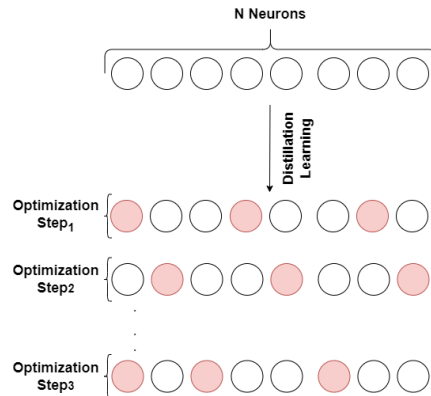 N Neurons
Distillation
Learning
Optimization
Step1
Optimization
Step2
Optimization
Step3